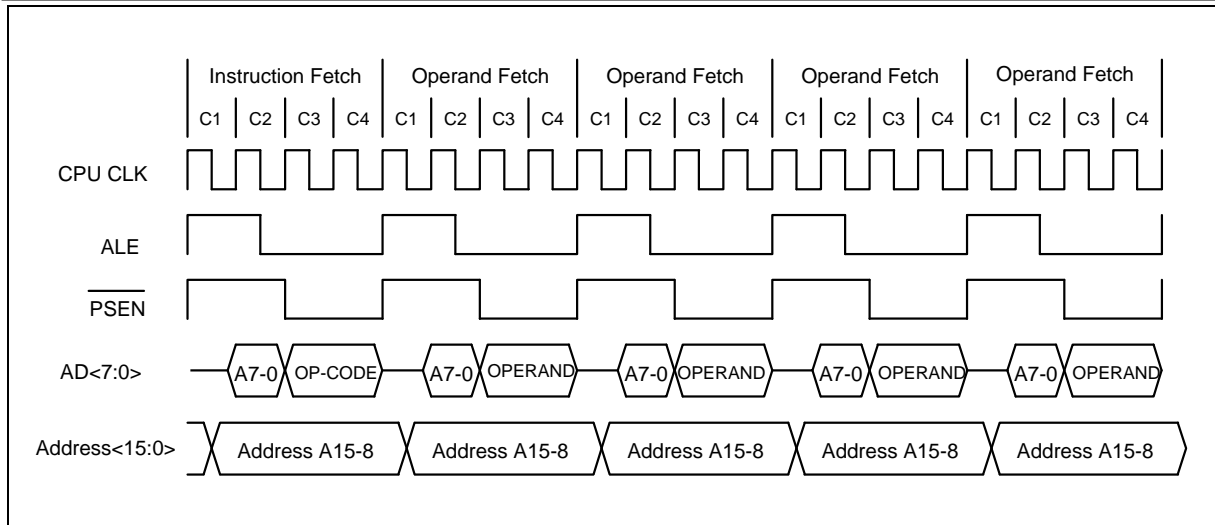 Instruction Fetch Operand Fetch Operand Fetch Operand Fetch Operand Fetch
C1 C2 C3 C4 C1 C2 C3 C4 C1 C2 C3 C4 C1 C2 C3 C4 C1 C2 C3 C4
CPU CLK
ALE
PSEN
AD<7:0> A7-0 OP-CODE A7-0 OPERAND A7-0 OPERAND A7-0 OPERAND A7-0 OPERAND
Address<15:0> Address A15-8 Address A15-8 Address A15-8 Address A15-8 Address A15-8